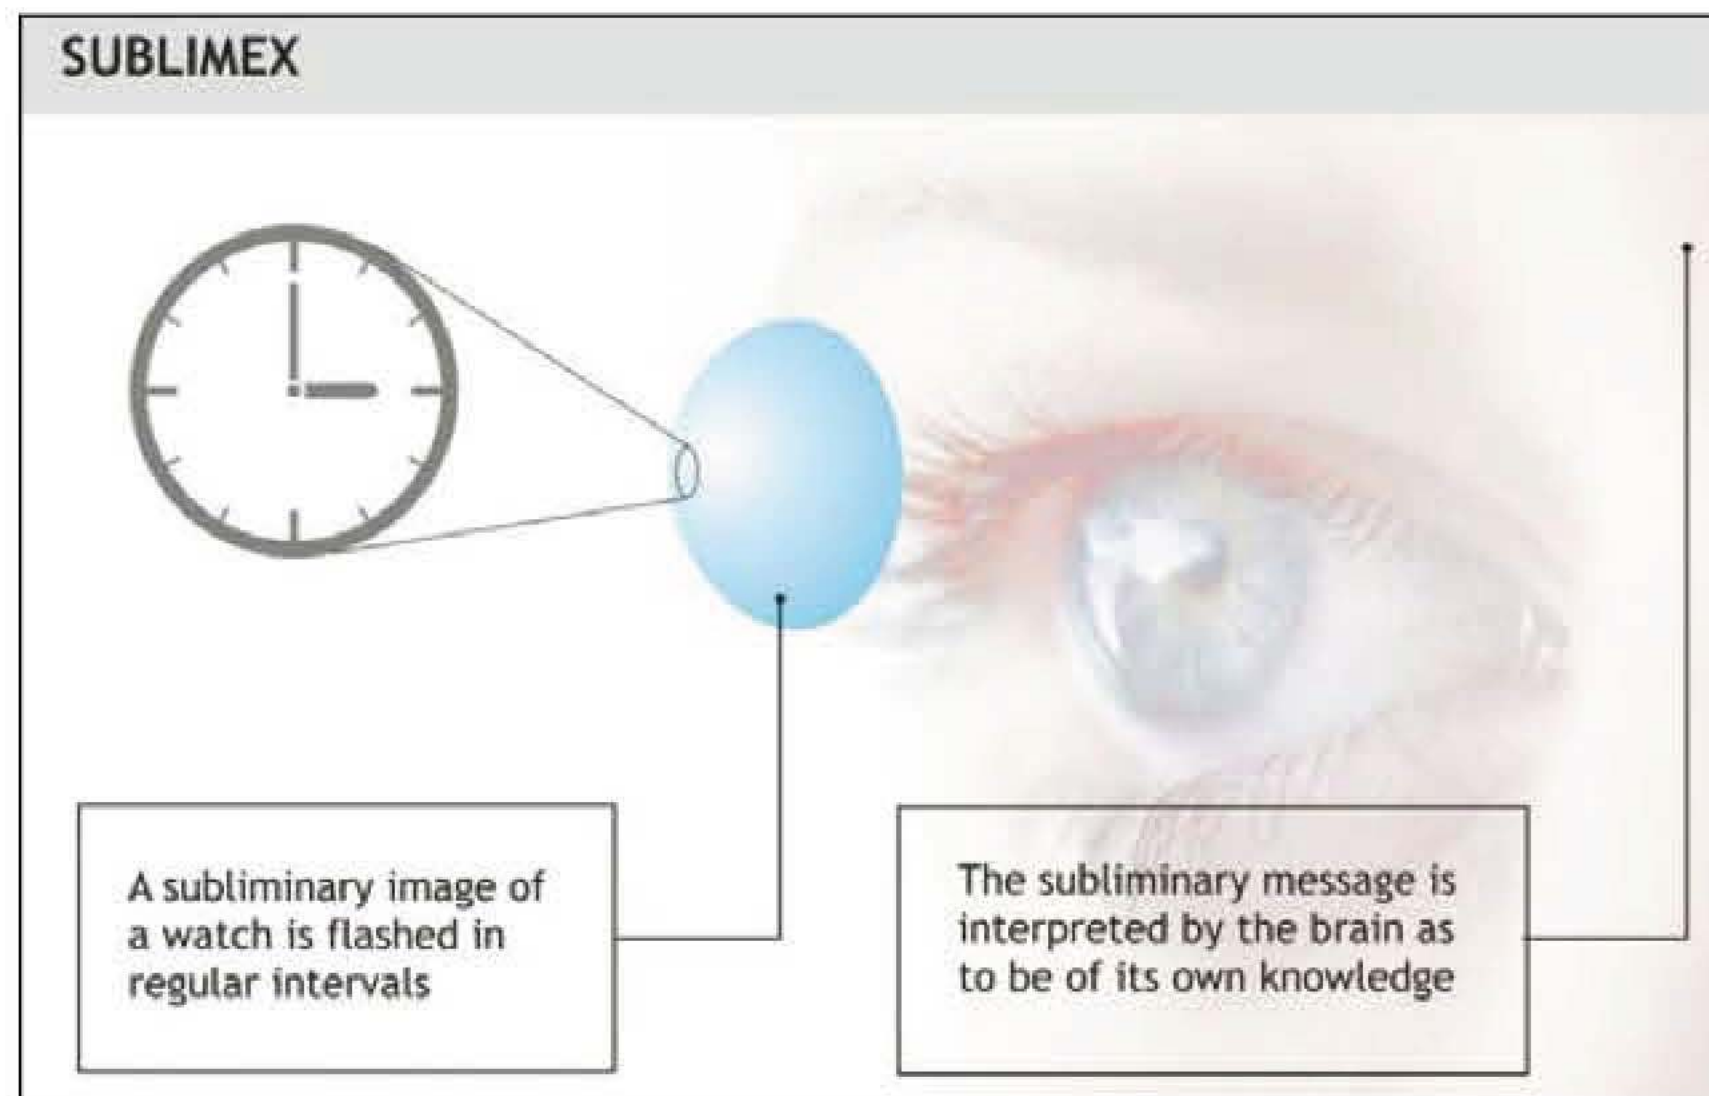 SUBLIMEX
A subliminary image of
a watch is flashed in
regular intervals
The subliminary message is
interpreted by the brain as
to be of its own knowledge